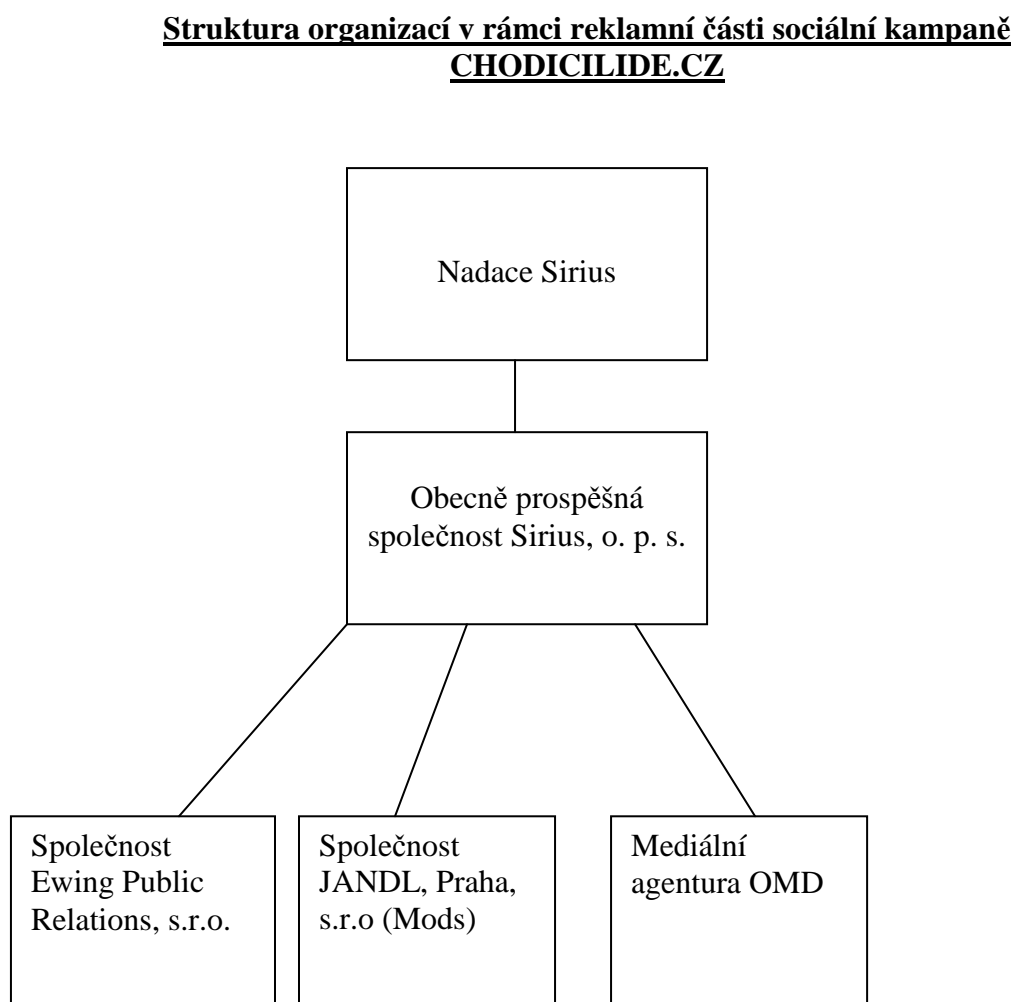 Struktura organizací v rámci reklamní části sociální kampaně
CHODICILIDE.CZ
Nadace Sirius
Obecně prospěšná
společnost Sirius, o. p. s.
Společnost
Ewing Public
Relations, s.r.o.
Společnost
JANDL, Praha,
s.r.o (Mods)
Mediální
agentura OMD